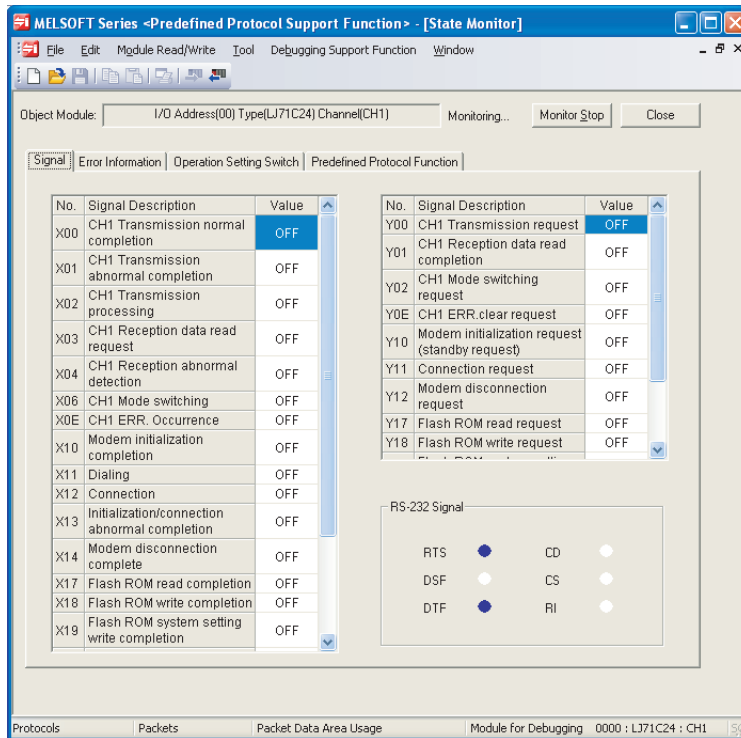 MELSOFT Series <Predefined Protocol Support Function> - [State Monitor]
File Edit Module Read/Write Tool Debugging Support Function Window
Object Module: I/O Address(00) Type(LJ71C24) Channel(CH1) Monitoring... Monitor Stop Close
Signal Error Information Operation Setting Switch Predefined Protocol Function
No. Signal Description Value
X00 CH1 Transmission normal completion OFF
X01 CH1 Transmission abnormal completion OFF
X02 CH1 Transmission processing OFF
X03 CH1 Reception data read request OFF
X04 CH1 Reception abnormal detection OFF
X06 CH1 Mode switching OFF
X0E CH1 ERR. Occurrence OFF
X10 Modem initialization completion OFF
X11 Dialing OFF
X12 Connection OFF
X13 Initialization/connection abnormal completion OFF
X14 Modem disconnection complete OFF
X17 Flash ROM read completion OFF
X18 Flash ROM write completion OFF
X19 Flash ROM system setting write completion OFF
No. Signal Description Value
Y00 CH1 Transmission request OFF
Y01 CH1 Reception data read completion OFF
Y02 CH1 Mode switching request OFF
Y0E CH1 ERR.clear request OFF
Y10 Modem initialization request (standby request) OFF
Y11 Connection request OFF
Y12 Modem disconnection request OFF
Y17 Flash ROM read request OFF
Y18 Flash ROM write request OFF
RS-232 Signal
RTS CD
DSF CS
DTF RI
Protocols Packets Packet Data Area Usage Module for Debugging 0000 : LJ71C24 : CH1